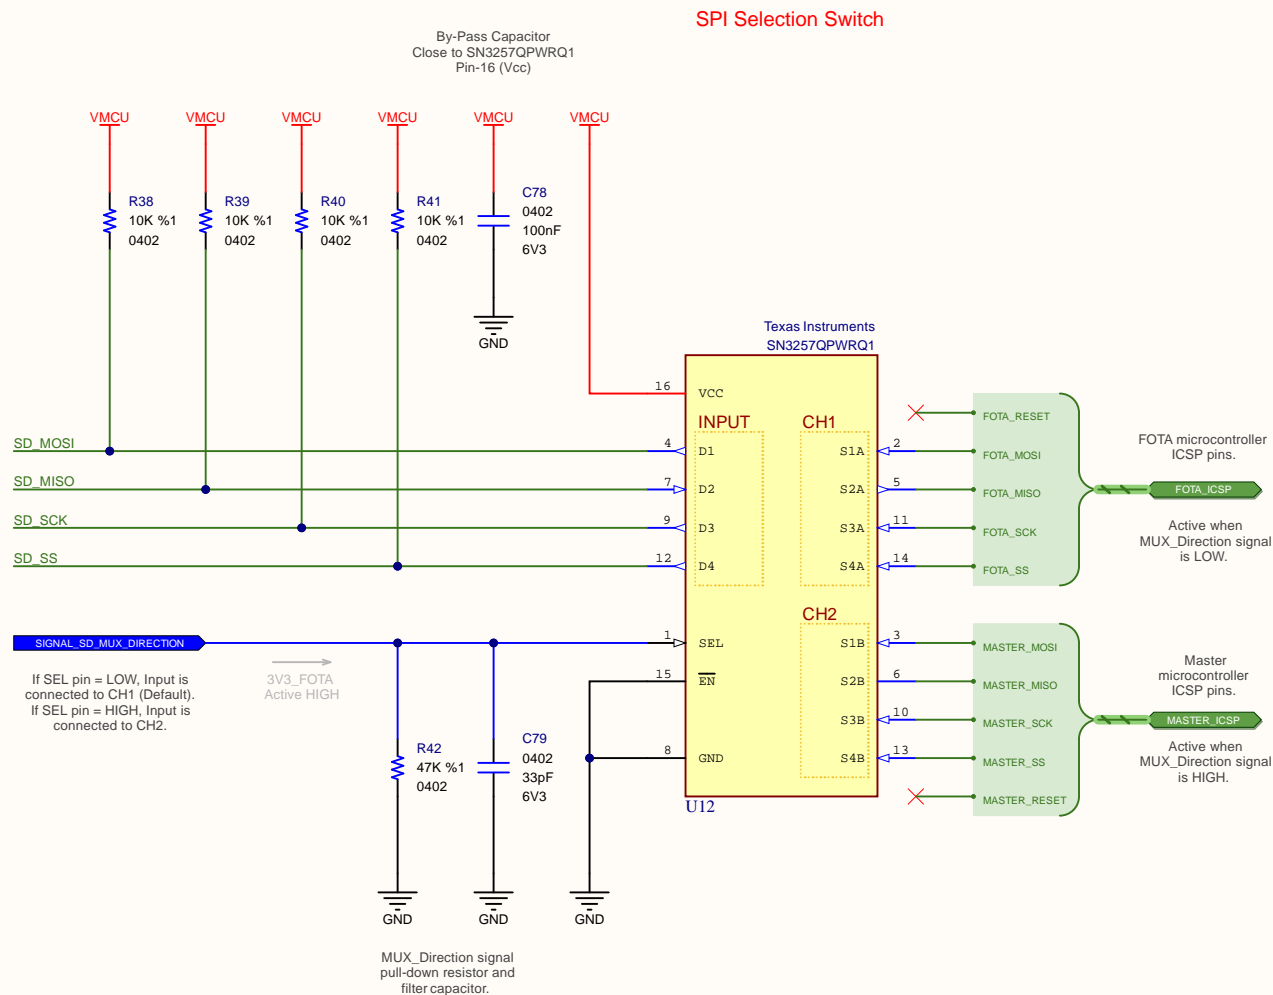 SPI Selection Switch
By-Pass Capacitor
Close to SN3257QPWRQ1
Pin-16 (Vcc)
VMCU
VMCU
VMCU
VMCU
VMCU
VMCU
R38
10K %1
0402
R39
10K %1
0402
R40
10K %1
0402
R41
10K %1
0402
C78
0402
100nF
6V3
GND
Texas Instruments
SN3257QPWRQ1
16
VCC
INPUT
CH1
SD_MOSI
4
D1
S1A
2
SD_MISO
7
D2
S2A
5
SD_SCK
9
D3
S3A
11
SD_SS
12
D4
S4A
14
FOTA_RESET
FOTA_MOSI
FOTA_MISO
FOTA_SCK
FOTA_SS
FOTA microcontroller
ICSP pins.
FOTA_ICSP
Active when
MUX_Direction signal
is LOW.
CH2
SIGNAL_SD_MUX_DIRECTION
1
SEL
S1B
3
15
EN
S2B
6
S3B
10
8
GND
S4B
13
U12
MASTER_MOSI
MASTER_MISO
MASTER_SCK
MASTER_SS
MASTER_RESET
Master
microcontroller
ICSP pins.
MASTER_ICSP
Active when
MUX_Direction signal
is HIGH.
If SEL pin = LOW, Input is
connected to CH1 (Default).
If SEL pin = HIGH, Input is
connected to CH2.
3V3_FOTA
Active HIGH
R42
47K %1
0402
C79
0402
33pF
6V3
GND
GND
GND
MUX_Direction signal
pull-down resistor and
filter capacitor.